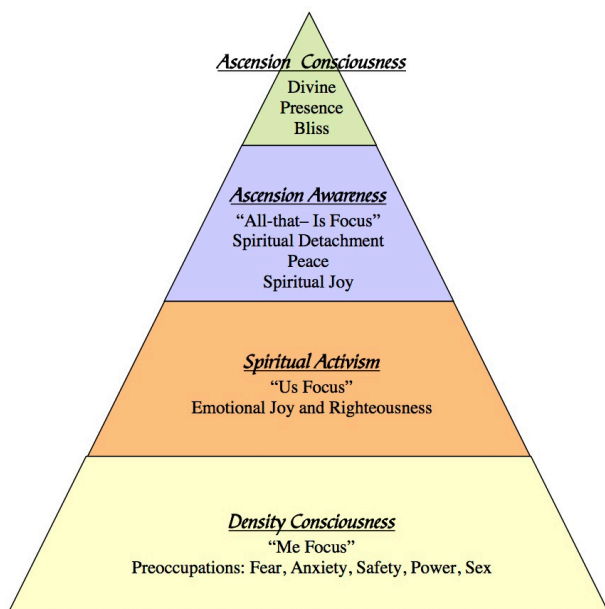 Ascension Consciousness
Divine
Presence
Bliss
Ascension Awareness
“All-that– Is Focus”
Spiritual Detachment
Peace
Spiritual Joy
Spiritual Activism
“Us Focus”
Emotional Joy and Righteousness
Density Consciousness
“Me Focus”
Preoccupations: Fear, Anxiety, Safety, Power, Sex